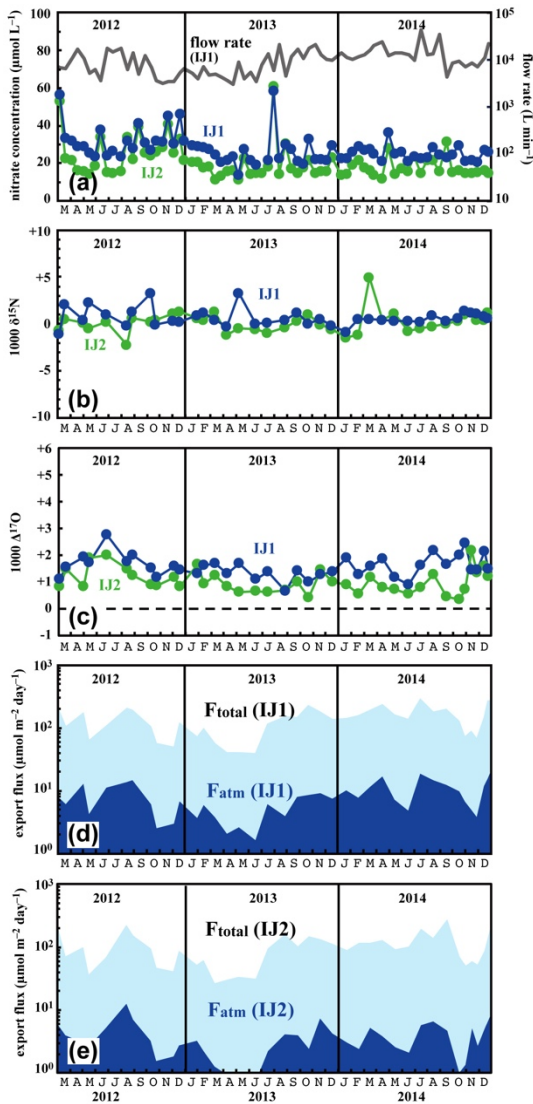 2012 2013 2014
nitrate concentration (µmol L⁻¹)
100
80
60
40
20
0
flow rate
(IJ1)
IJ1
IJ2
(a)
10⁵
10⁴
10³
10²
10
flow rate (L min⁻¹)
M A M J J A S O N D J F M A M J J A S O N D J F M A M J J A S O N D
1000 δ¹⁵N
+10
+5
0
-5
-10
2012 2013 2014
IJ1
IJ2
(b)
M A M J J A S O N D J F M A M J J A S O N D J F M A M J J A S O N D
1000 Δ¹⁷O
+6
+5
+4
+3
+2
+1
0
-1
2012 2013 2014
IJ1
IJ2
(c)
M A M J J A S O N D J F M A M J J A S O N D J F M A M J J A S O N D
export flux (µmol m⁻² day⁻¹)
10³
10²
10¹
10⁰
2012 2013 2014
Ftotal (IJ1)
Fatm (IJ1)
(d)
M A M J J A S O N D J F M A M J J A S O N D J F M A M J J A S O N D
export flux (µmol m⁻² day⁻¹)
10³
10²
10¹
10⁰
2012 2013 2014
Ftotal (IJ2)
Fatm (IJ2)
(e)
M A M J J A S O N D J F M A M J J A S O N D J F M A M J J A S O N D
2012 2013 2014